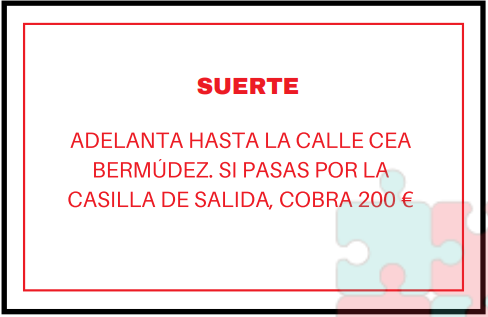 SUERTE
ADELANTA HASTA LA CALLE CEA
BERMÚDEZ. SI PASAS POR LA
CASILLA DE SALIDA, COBRA 200 €